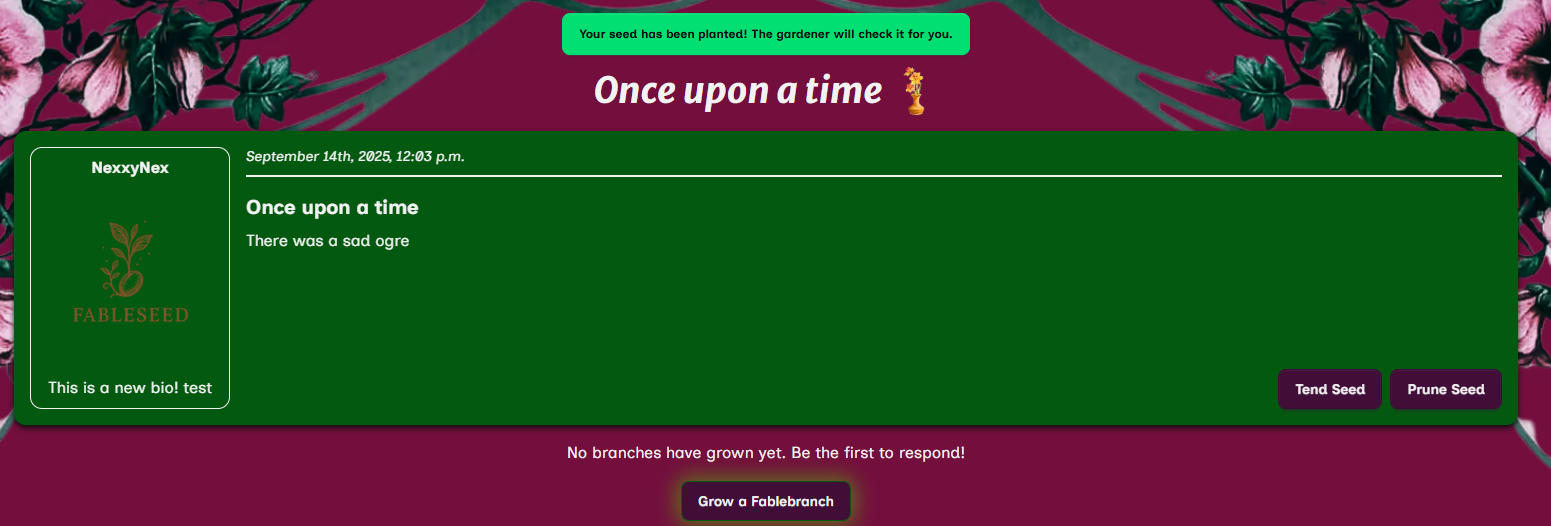 Your seed has been planted! The gardener will check it for you.
Once upon a time
NexxyNex
FABLESEED
This is a new bio! test
September 14th, 2025, 12:03 p.m.
Once upon a time
There was a sad ogre
Tend Seed
Prune Seed
No branches have grown yet. Be the first to respond!
Grow a Fablebranch